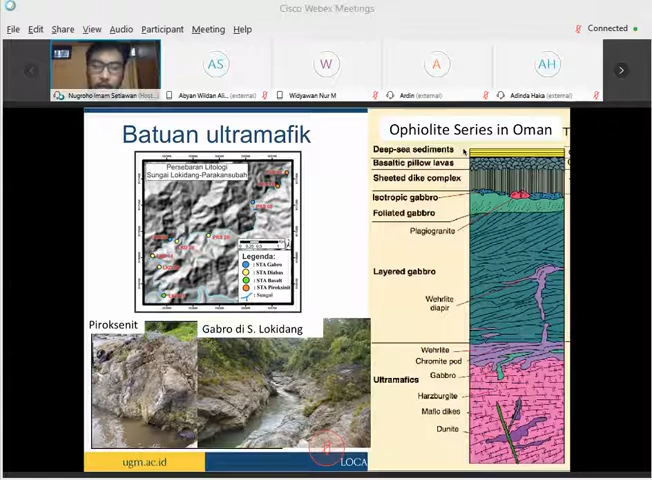 Cisco Webex Meetings
File Edit Share View Audio Participant Meeting Help
Connected
AS
W
A
AH
Nugroho Imam Setiawan (Host...
Abyan Wildan Ali... (external)
Widyawan Nur M
Ardin (external)
Adinda Haka (external)
Batuan ultramafik
Persebaran Litologi
Sungai Lokidang-Parakansubah
Legenda:
: STA Gabro
: STA Diabas
: STA Basalt
: STA Piroksinit
: Sungai
Piroksenit
Gabro di S. Lokidang
ugm.ac.id
LOCA
Ophiolite Series in Oman
Deep-sea sediments
Basaltic pillow lavas
Sheeted dike complex
Isotropic gabbro
Foliated gabbro
Plagiogranite
Layered gabbro
Wehrlite
diapir
Wehrlite
Chromite pod
Gabbro
Ultramafics
Harzburgite
Mafic dikes
Dunite